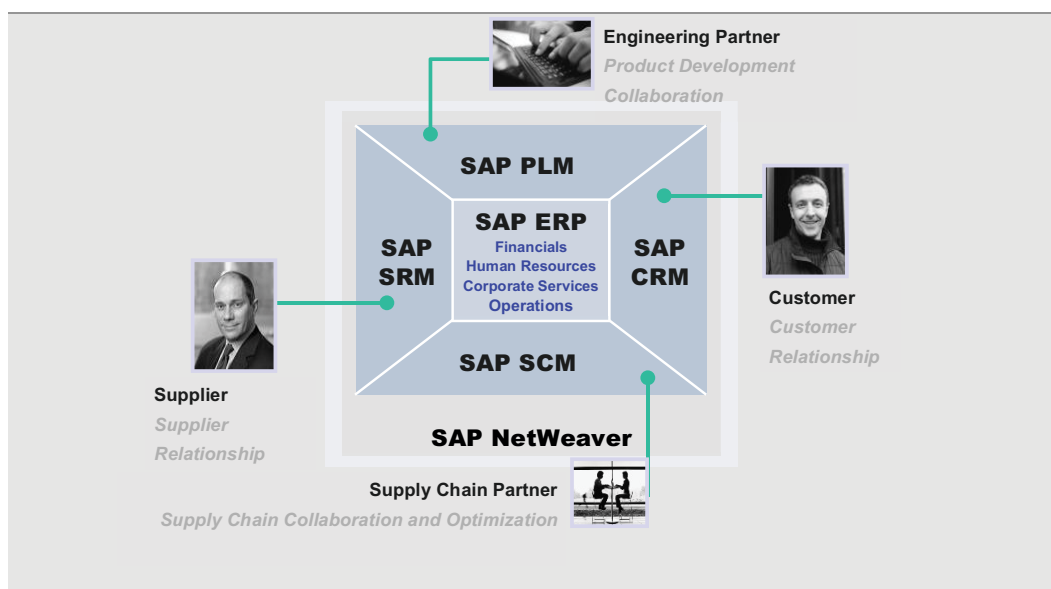 Engineering Partner
Product Development
Collaboration
SAP PLM
SAP ERP
Financials
Human Resources
Corporate Services
Operations
SAP
SRM
SAP
CRM
Customer
Customer
Relationship
SAP SCM
Supplier
Supplier
Relationship
SAP NetWeaver
Supply Chain Partner
Supply Chain Collaboration and Optimization